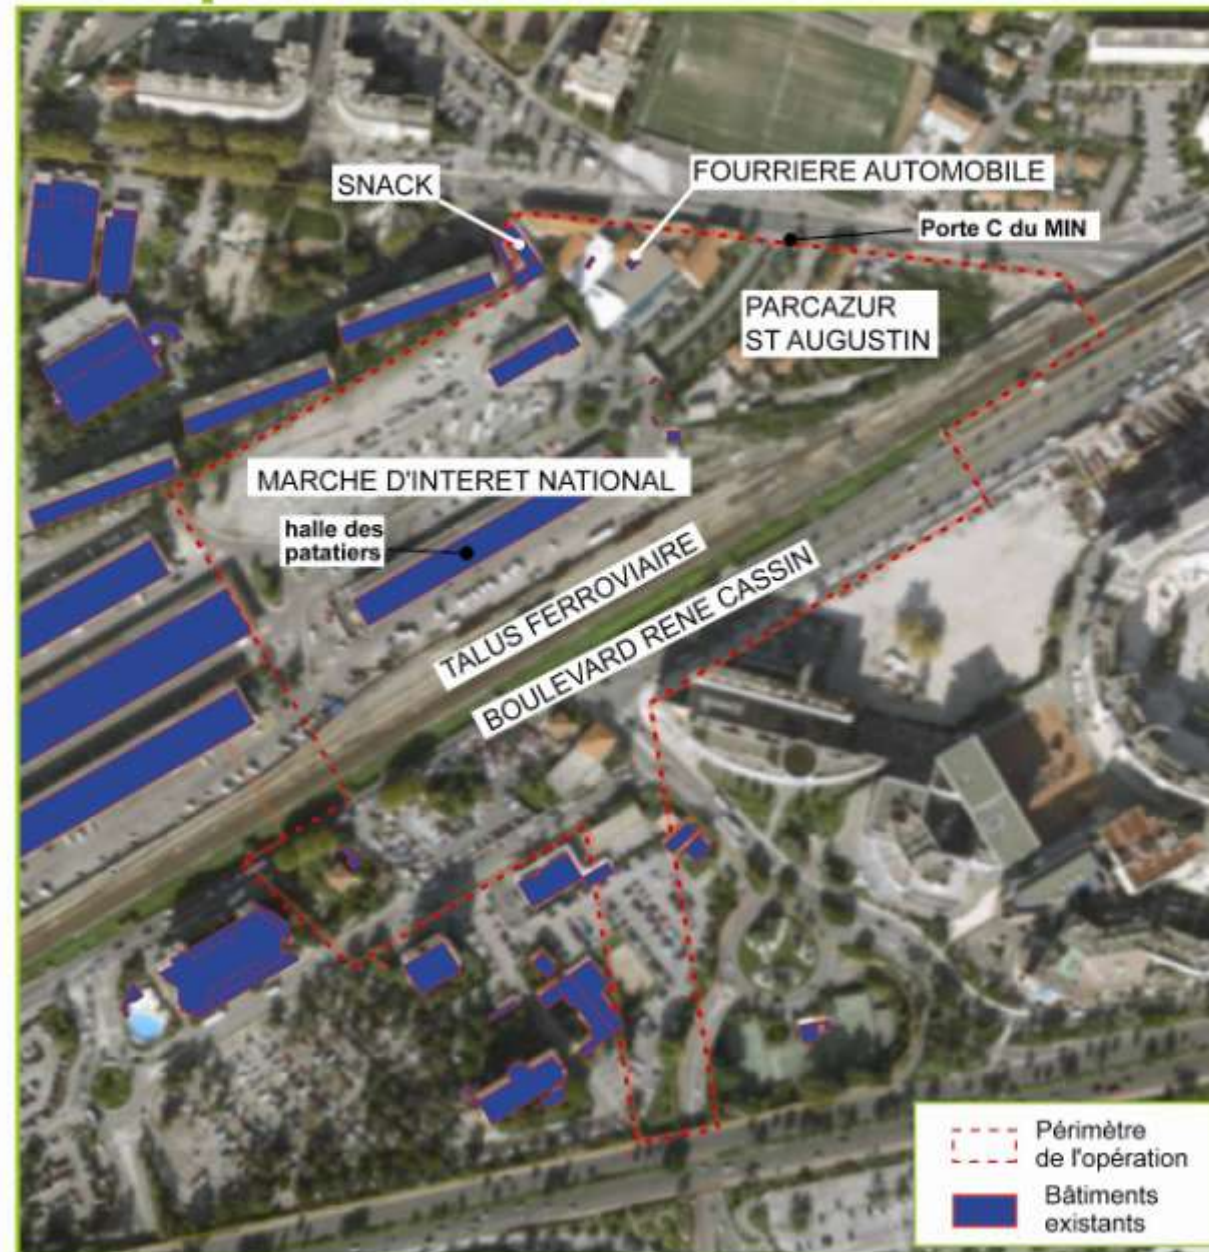 SNACK
FOURRIERE AUTOMOBILE
Porte C du MIN
PARCAZUR
ST AUGUSTIN
MARCHE D'INTERET NATIONAL
halle des
patatiers
TALUS FERROVIAIRE
BOULEVARD RENE CASSIN
Périmètre
de l'opération
Bâtiments
existants